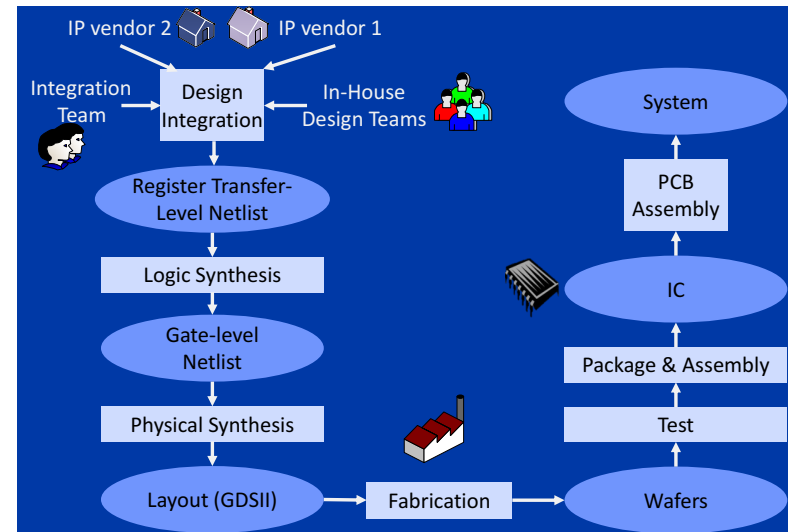 IP vendor 2
IP vendor 1
Integration
Team
Design
Integration
In-House
Design Teams
Register Transfer-
Level Netlist
Logic Synthesis
Gate-level
Netlist
Physical Synthesis
Layout (GDSII)
Fabrication
Wafers
Test
Package & Assembly
IC
PCB
Assembly
System